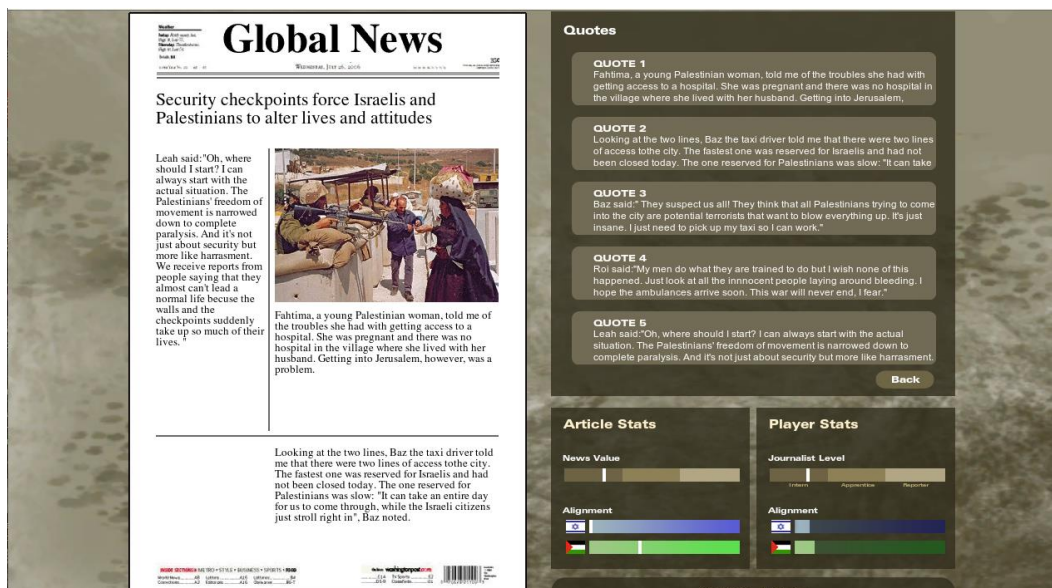 Weather
Global News
Wednesday, July 26, 2006
35¢
Security checkpoints force Israelis and
Palestinians to alter lives and attitudes
Leah said:"Oh, where
should I start? I can
always start with the
actual situation. The
Palestinians' freedom of
movement is narrowed
down to complete
paralysis. And it's not
just about security but
more like harrasment.
We receive reports from
people saying that they
almost can't lead a
normal life becuse the
walls and the
checkpoints suddenly
take up so much of their
lives. "
Fahtima, a young Palestinian woman, told me of
the troubles she had with getting access to a
hospital. She was pregnant and there was no
hospital in the village where she lived with her
husband. Getting into Jerusalem, however, was a
problem.
Looking at the two lines, Baz the taxi driver told
me that there were two lines of access tothe city.
The fastest one was reserved for Israelis and had
not been closed today. The one reserved for
Palestinians was slow: "It can take an entire day
for us to come through, while the Israeli citizens
just stroll right in", Baz noted.
Quotes
QUOTE 1
Fahtima, a young Palestinian woman, told me of the troubles she had with
getting access to a hospital. She was pregnant and there was no hospital in
the village where she lived with her husband. Getting into Jerusalem,
QUOTE 2
Looking at the two lines, Baz the taxi driver told me that there were two lines
of access tothe city. The fastest one was reserved for Israelis and had not
been closed today. The one reserved for Palestinians was slow: "It can take
QUOTE 3
Baz said:" They suspect us all! They think that all Palestinians trying to come
into the city are potential terrorists that want to blow everything up. It's just
insane. I just need to pick up my taxi so I can work."
QUOTE 4
Roi said:"My men do what they are trained to do but I wish none of this
happened. Just look at all the innnocent people laying around bleeding. I
hope the ambulances arrive soon. This war will never end, I fear."
QUOTE 5
Leah said:"Oh, where should I start? I can always start with the actual
situation. The Palestinians' freedom of movement is narrowed down to
complete paralysis. And it's not just about security but more like harrasment.
Back
Article Stats
News Value
Alignment
Player Stats
Journalist Level
Intern Apprentice Reporter
Alignment